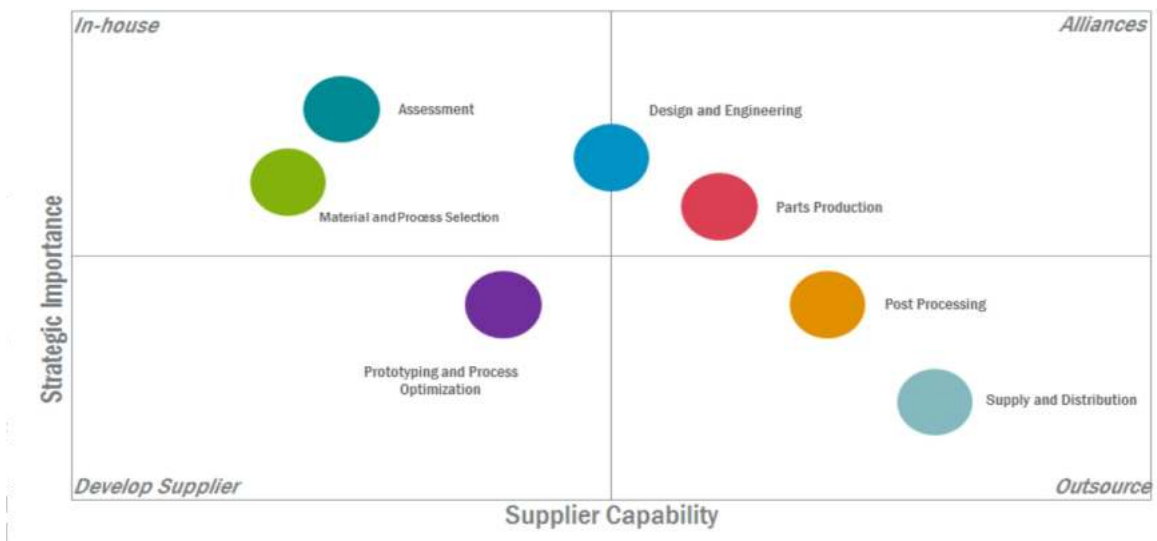 In-house
Alliances
Assessment
Design and Engineering
Material and Process Selection
Parts Production
Strategic Importance
Post Processing
Prototyping and Process
Optimization
Supply and Distribution
Develop Supplier
Outsource
Supplier Capability